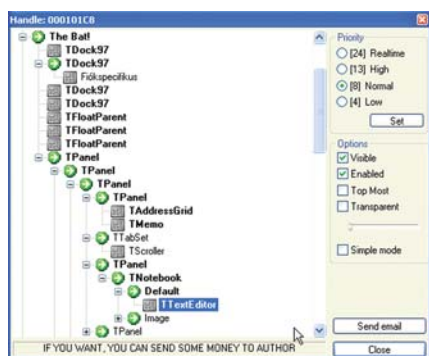 Handle: 000101C8
The Bat!
TDock97
TDock97
Fiókspecifikus
TDock97
TDock97
TFloatParent
TFloatParent
TFloatParent
TPanel
TPanel
TPanel
TPanel
TAddressGrid
TMemo
TTabSet
TScroller
TPanel
TNotebook
Default
TTextEditor
Image
TPanel
IF YOU WANT, YOU CAN SEND SOME MONEY TO AUTHOR
Priority
[24] Realtime
[13] High
[8] Normal
[4] Low
Set
Options
Visible
Enabled
Top Most
Transparent
Simple mode
Send email
Close